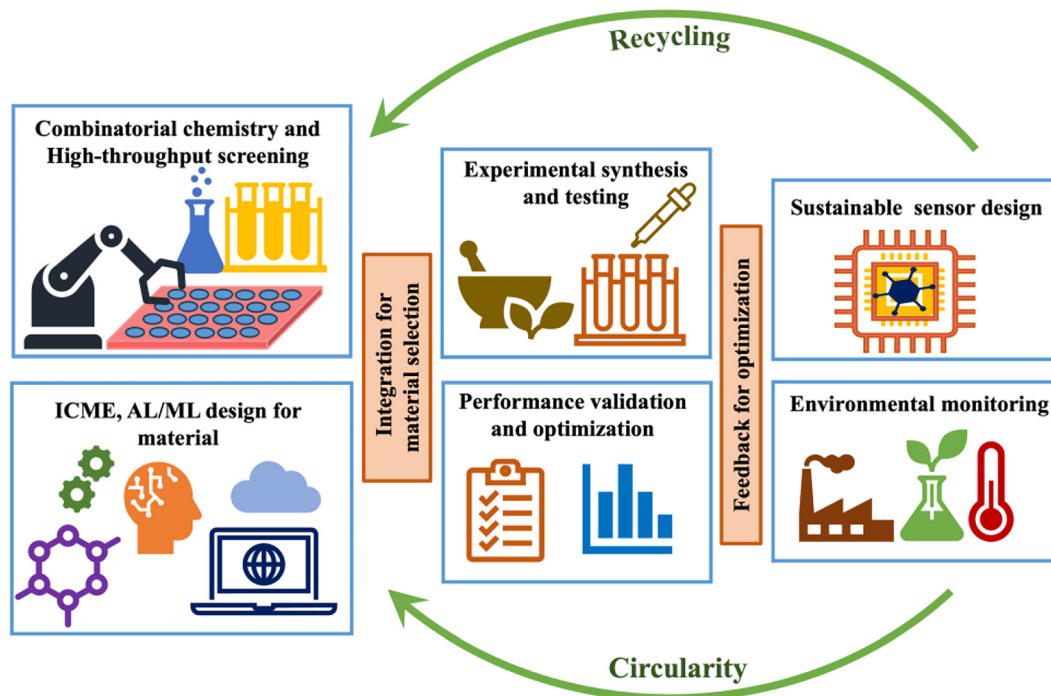 Recycling
Combinatorial chemistry and
High-throughput screening
Experimental synthesis
and testing
Sustainable sensor design
Integration for
material selection
Feedback for optimization
ICME, AL/ML design for
material
Performance validation
and optimization
Environmental monitoring
Circularity